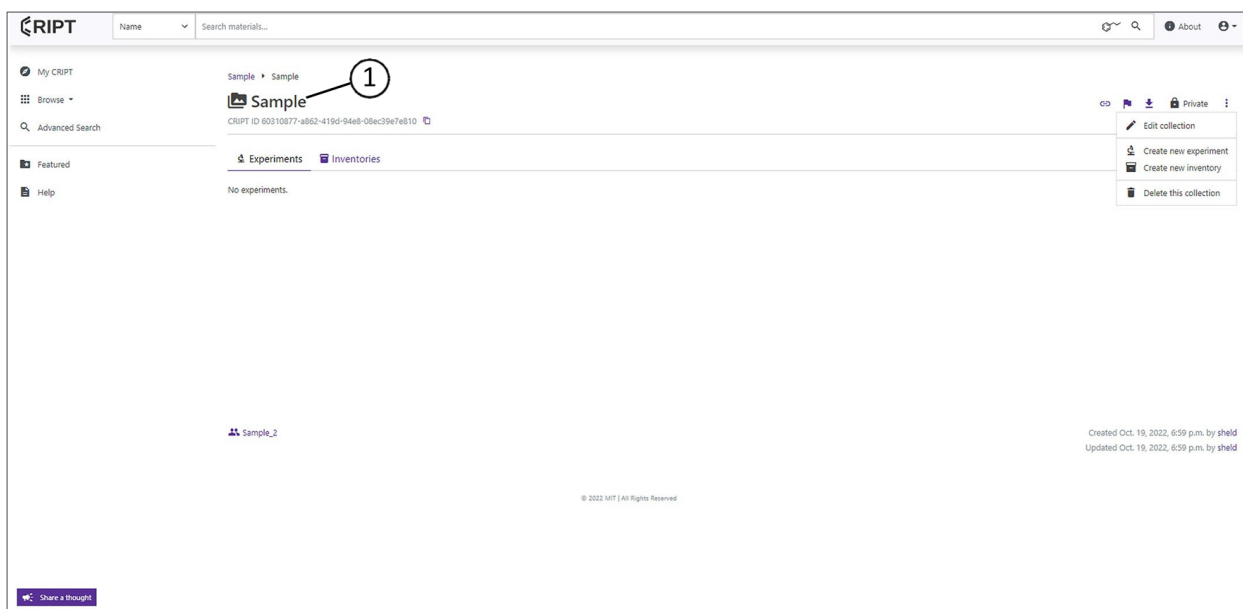 CRIPT
Name
Search materials...
About
My CRIPT
Browse
Advanced Search
Featured
Help
Sample Sample
1
Sample
CRIPT ID 60310877-a862-419d-94e8-08ec39e7e810
Private
Edit collection
Create new experiment
Create new inventory
Delete this collection
Experiments Inventories
No experiments.
Sample_2
Created Oct. 19, 2022, 6:59 p.m. by sheld
Updated Oct. 19, 2022, 6:59 p.m. by sheld
© 2022 MIT | All Rights Reserved
Share a thought